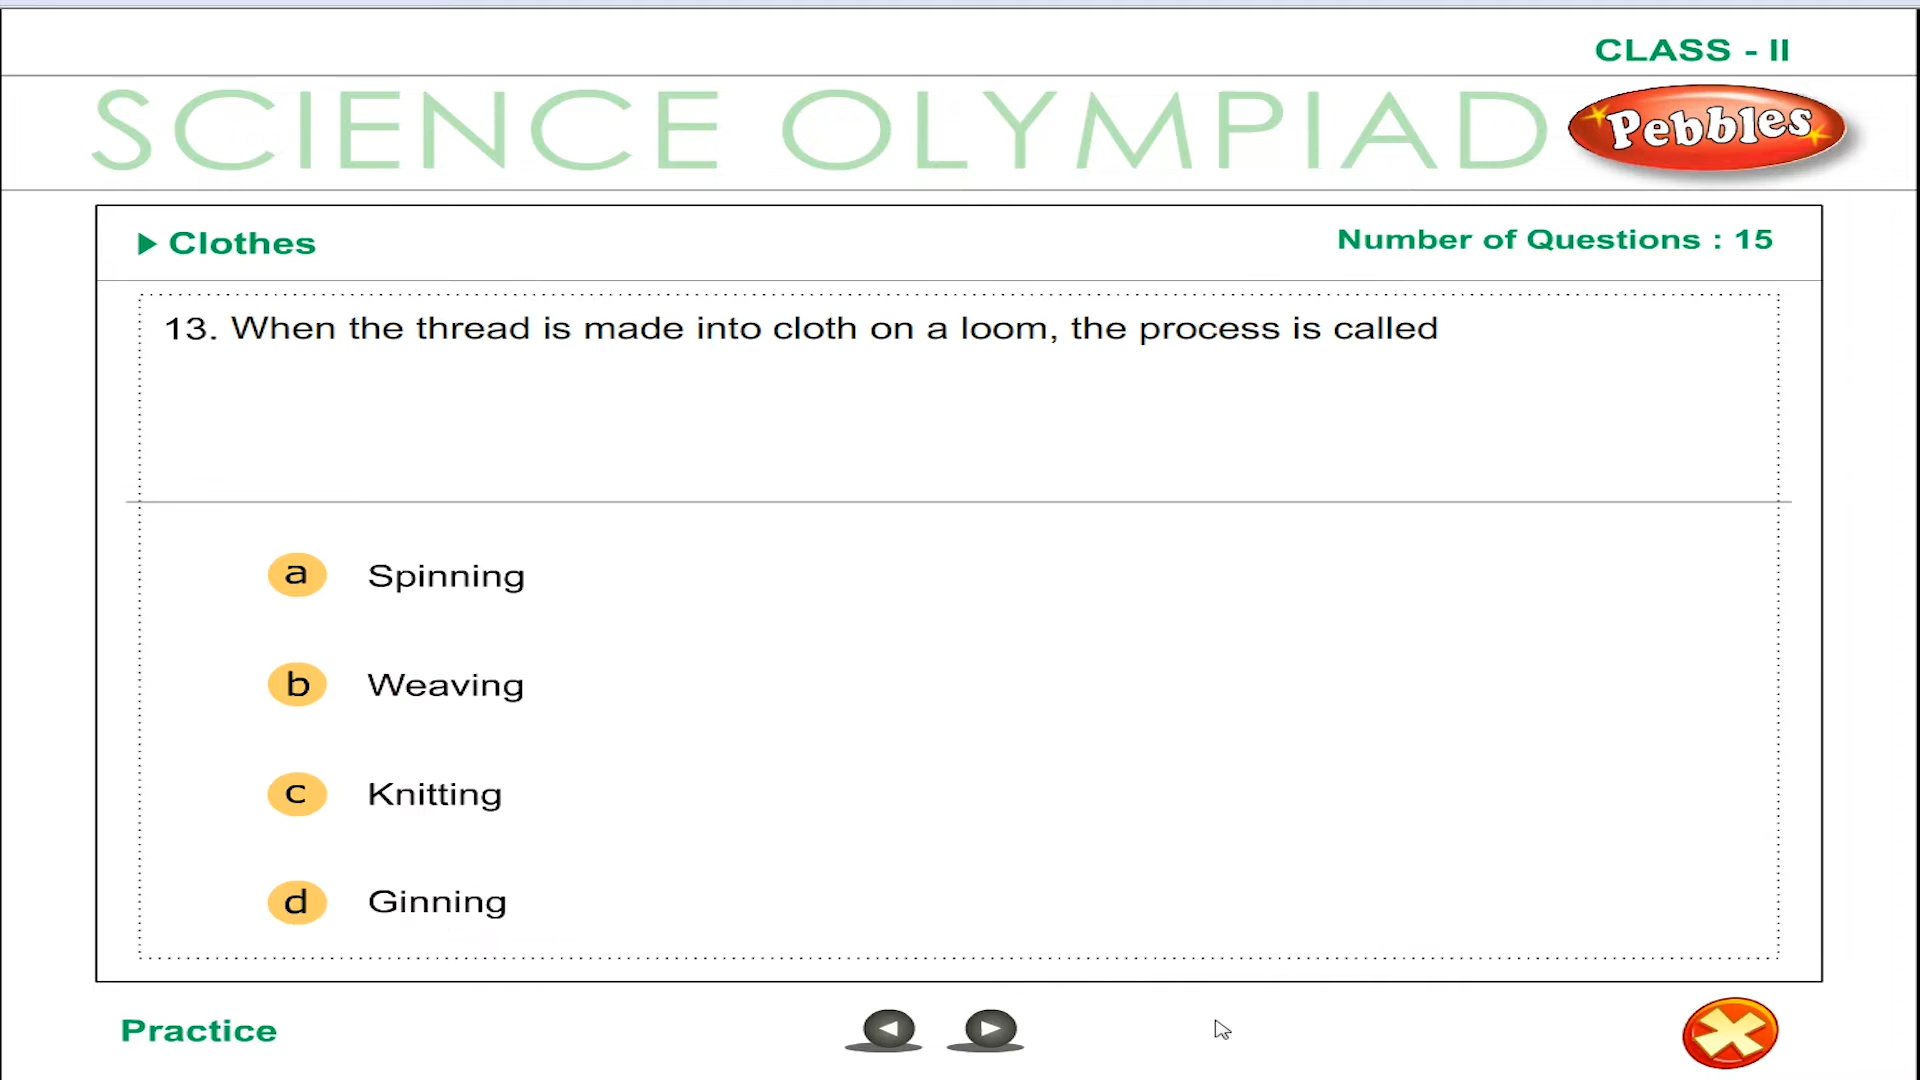 CLASS - II
SCIENCE OLYMPIAD
Pebbles
Clothes
Number of Questions : 15
13. When the thread is made into cloth on a loom, the process is called
a Spinning
b Weaving
c Knitting
d Ginning
Practice